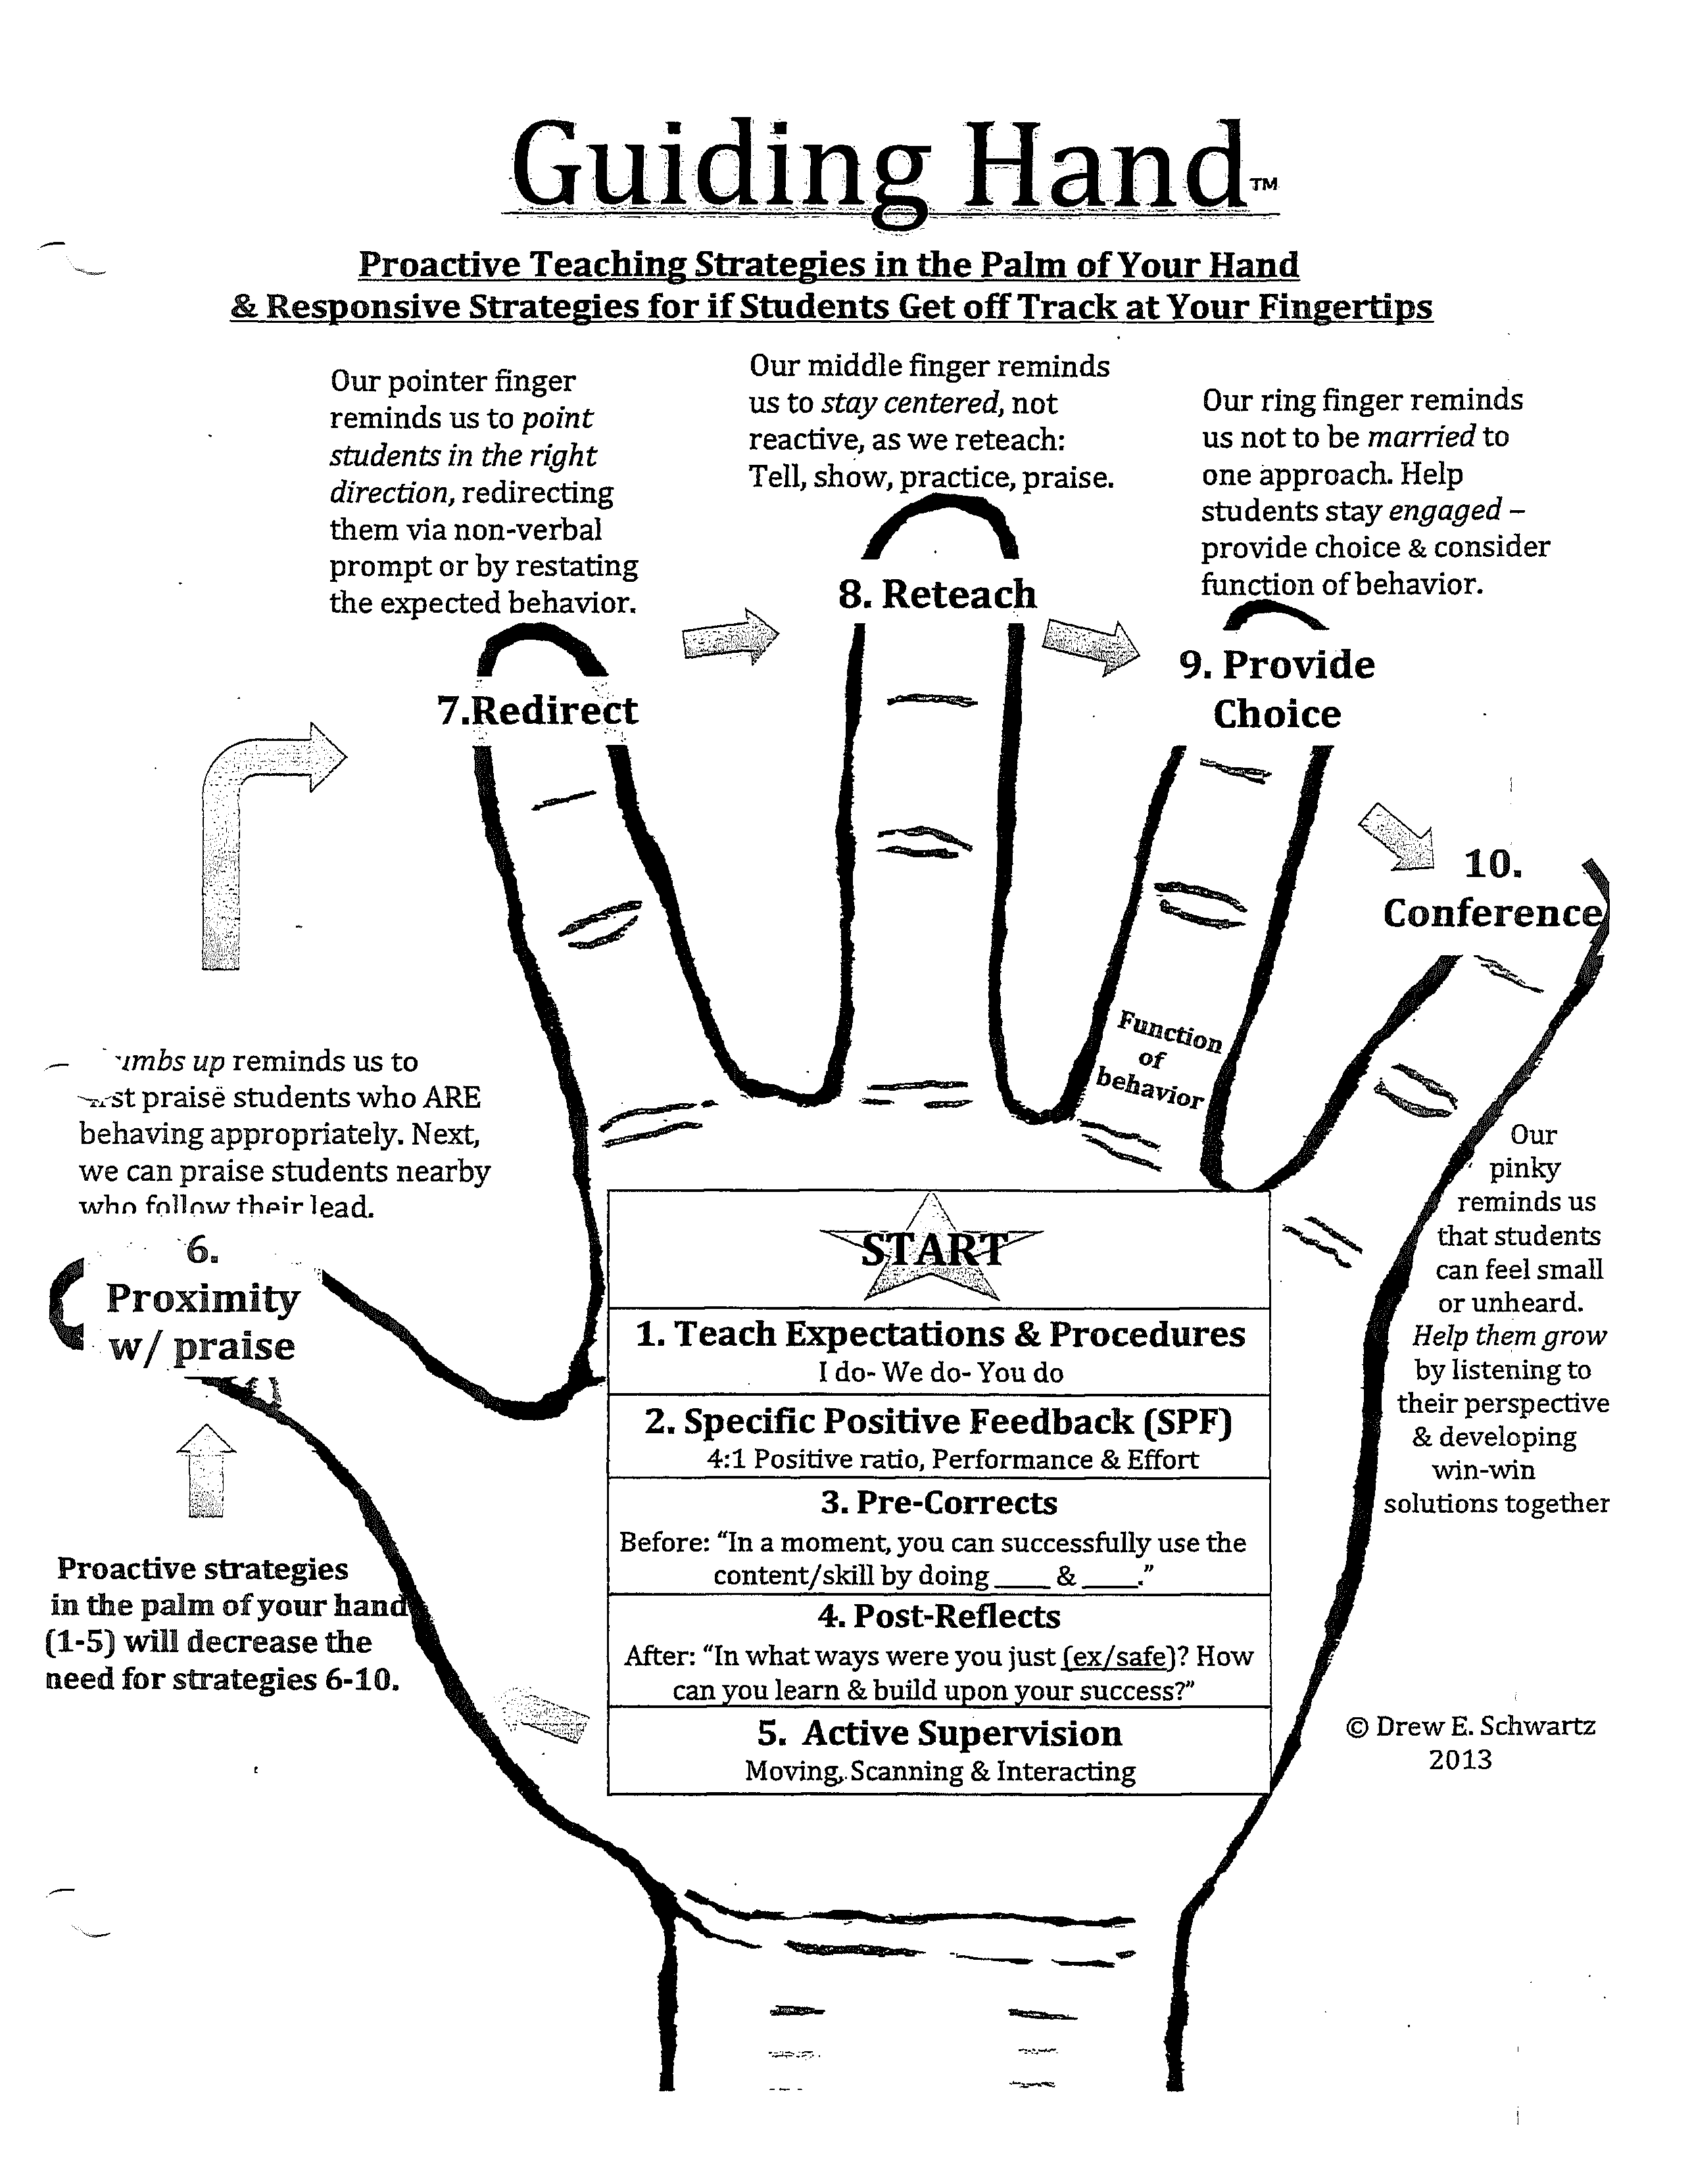 Guiding Hand™
Proactive Teaching Strategies in the Palm of Your Hand
& Responsive Strategies for if Students Get off Track at Your Fingertips
Our pointer finger
reminds us to point
students in the right
direction, redirecting
them via non-verbal
prompt or by restating
the expected behavior.
Our middle finger reminds
us to stay centered, not
reactive, as we reteach:
Tell, show, practice, praise.
Our ring finger reminds
us not to be married to
one approach. Help
students stay engaged –
provide choice & consider
function of behavior.
7.Redirect
8. Reteach
9. Provide
Choice
10.
Conference
Function
of
behavior
umbs up reminds us to
st praise students who ARE
behaving appropriately. Next,
we can praise students nearby
who follow their lead.
6.
Proximity
w/ praise
Our
pinky
reminds us
that students
can feel small
or unheard.
Help them grow
by listening to
their perspective
& developing
win-win
solutions together
START
1. Teach Expectations & Procedures
I do- We do- You do
2. Specific Positive Feedback (SPF)
4:1 Positive ratio, Performance & Effort
3. Pre-Corrects
Before: “In a moment, you can successfully use the
content/skill by doing ____ & ____.”
4. Post-Reflects
After: “In what ways were you just (ex/safe)? How
can you learn & build upon your success?”
5. Active Supervision
Moving, Scanning & Interacting
Proactive strategies
in the palm of your hand
(1-5) will decrease the
need for strategies 6-10.
© Drew E. Schwartz
2013